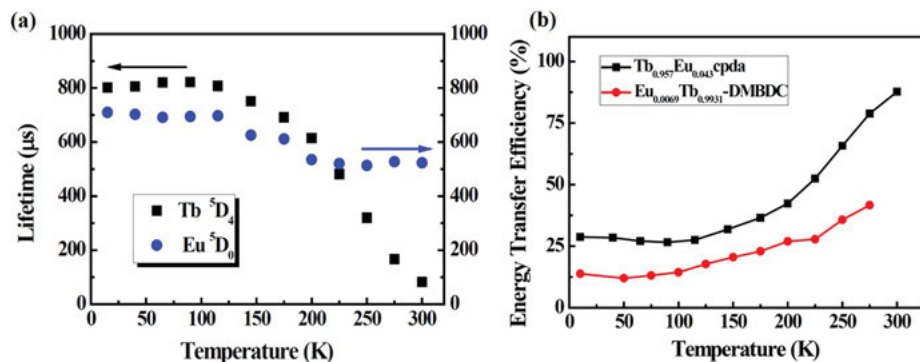 (a)
1000
800
600
400
200
0
Lifetime (μs)
0 50 100 150 200 250 300
Temperature (K)
1000
800
600
400
200
0
Tb ⁵D₄
Eu ⁵D₀
(b)
100
75
50
25
0
Energy Transfer Efficiency (%)
0 50 100 150 200 250 300
Temperature (K)
Tb₀.₉₅₇Eu₀.₀₄₃cpda
Eu₀.₀₀₆₉Tb₀.₉₉₃₁-DMBDC